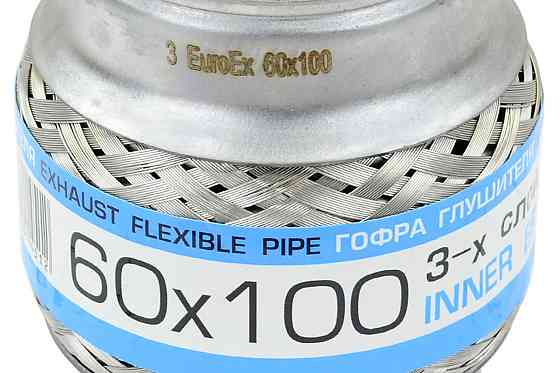 3 EuroEx 60x100
EXHAUST FLEXIBLE PIPE ГОФРА ГЛУШИТЕЛЯ
60x100
3-х
INNER